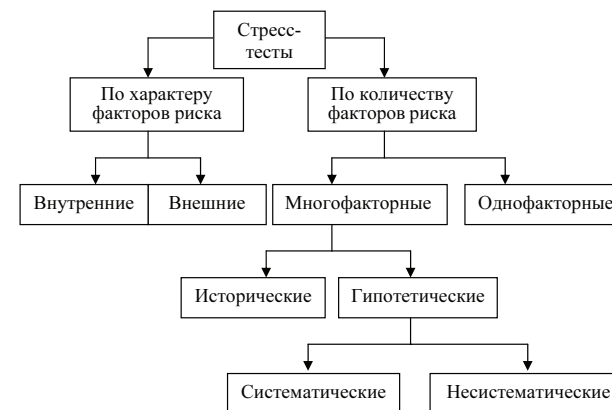 Стресс-
тесты
По характеру
факторов риска
По количеству
факторов риска
Внутренние
Внешние
Многофакторные
Однофакторные
Исторические
Гипотетические
Систематические
Несистематические